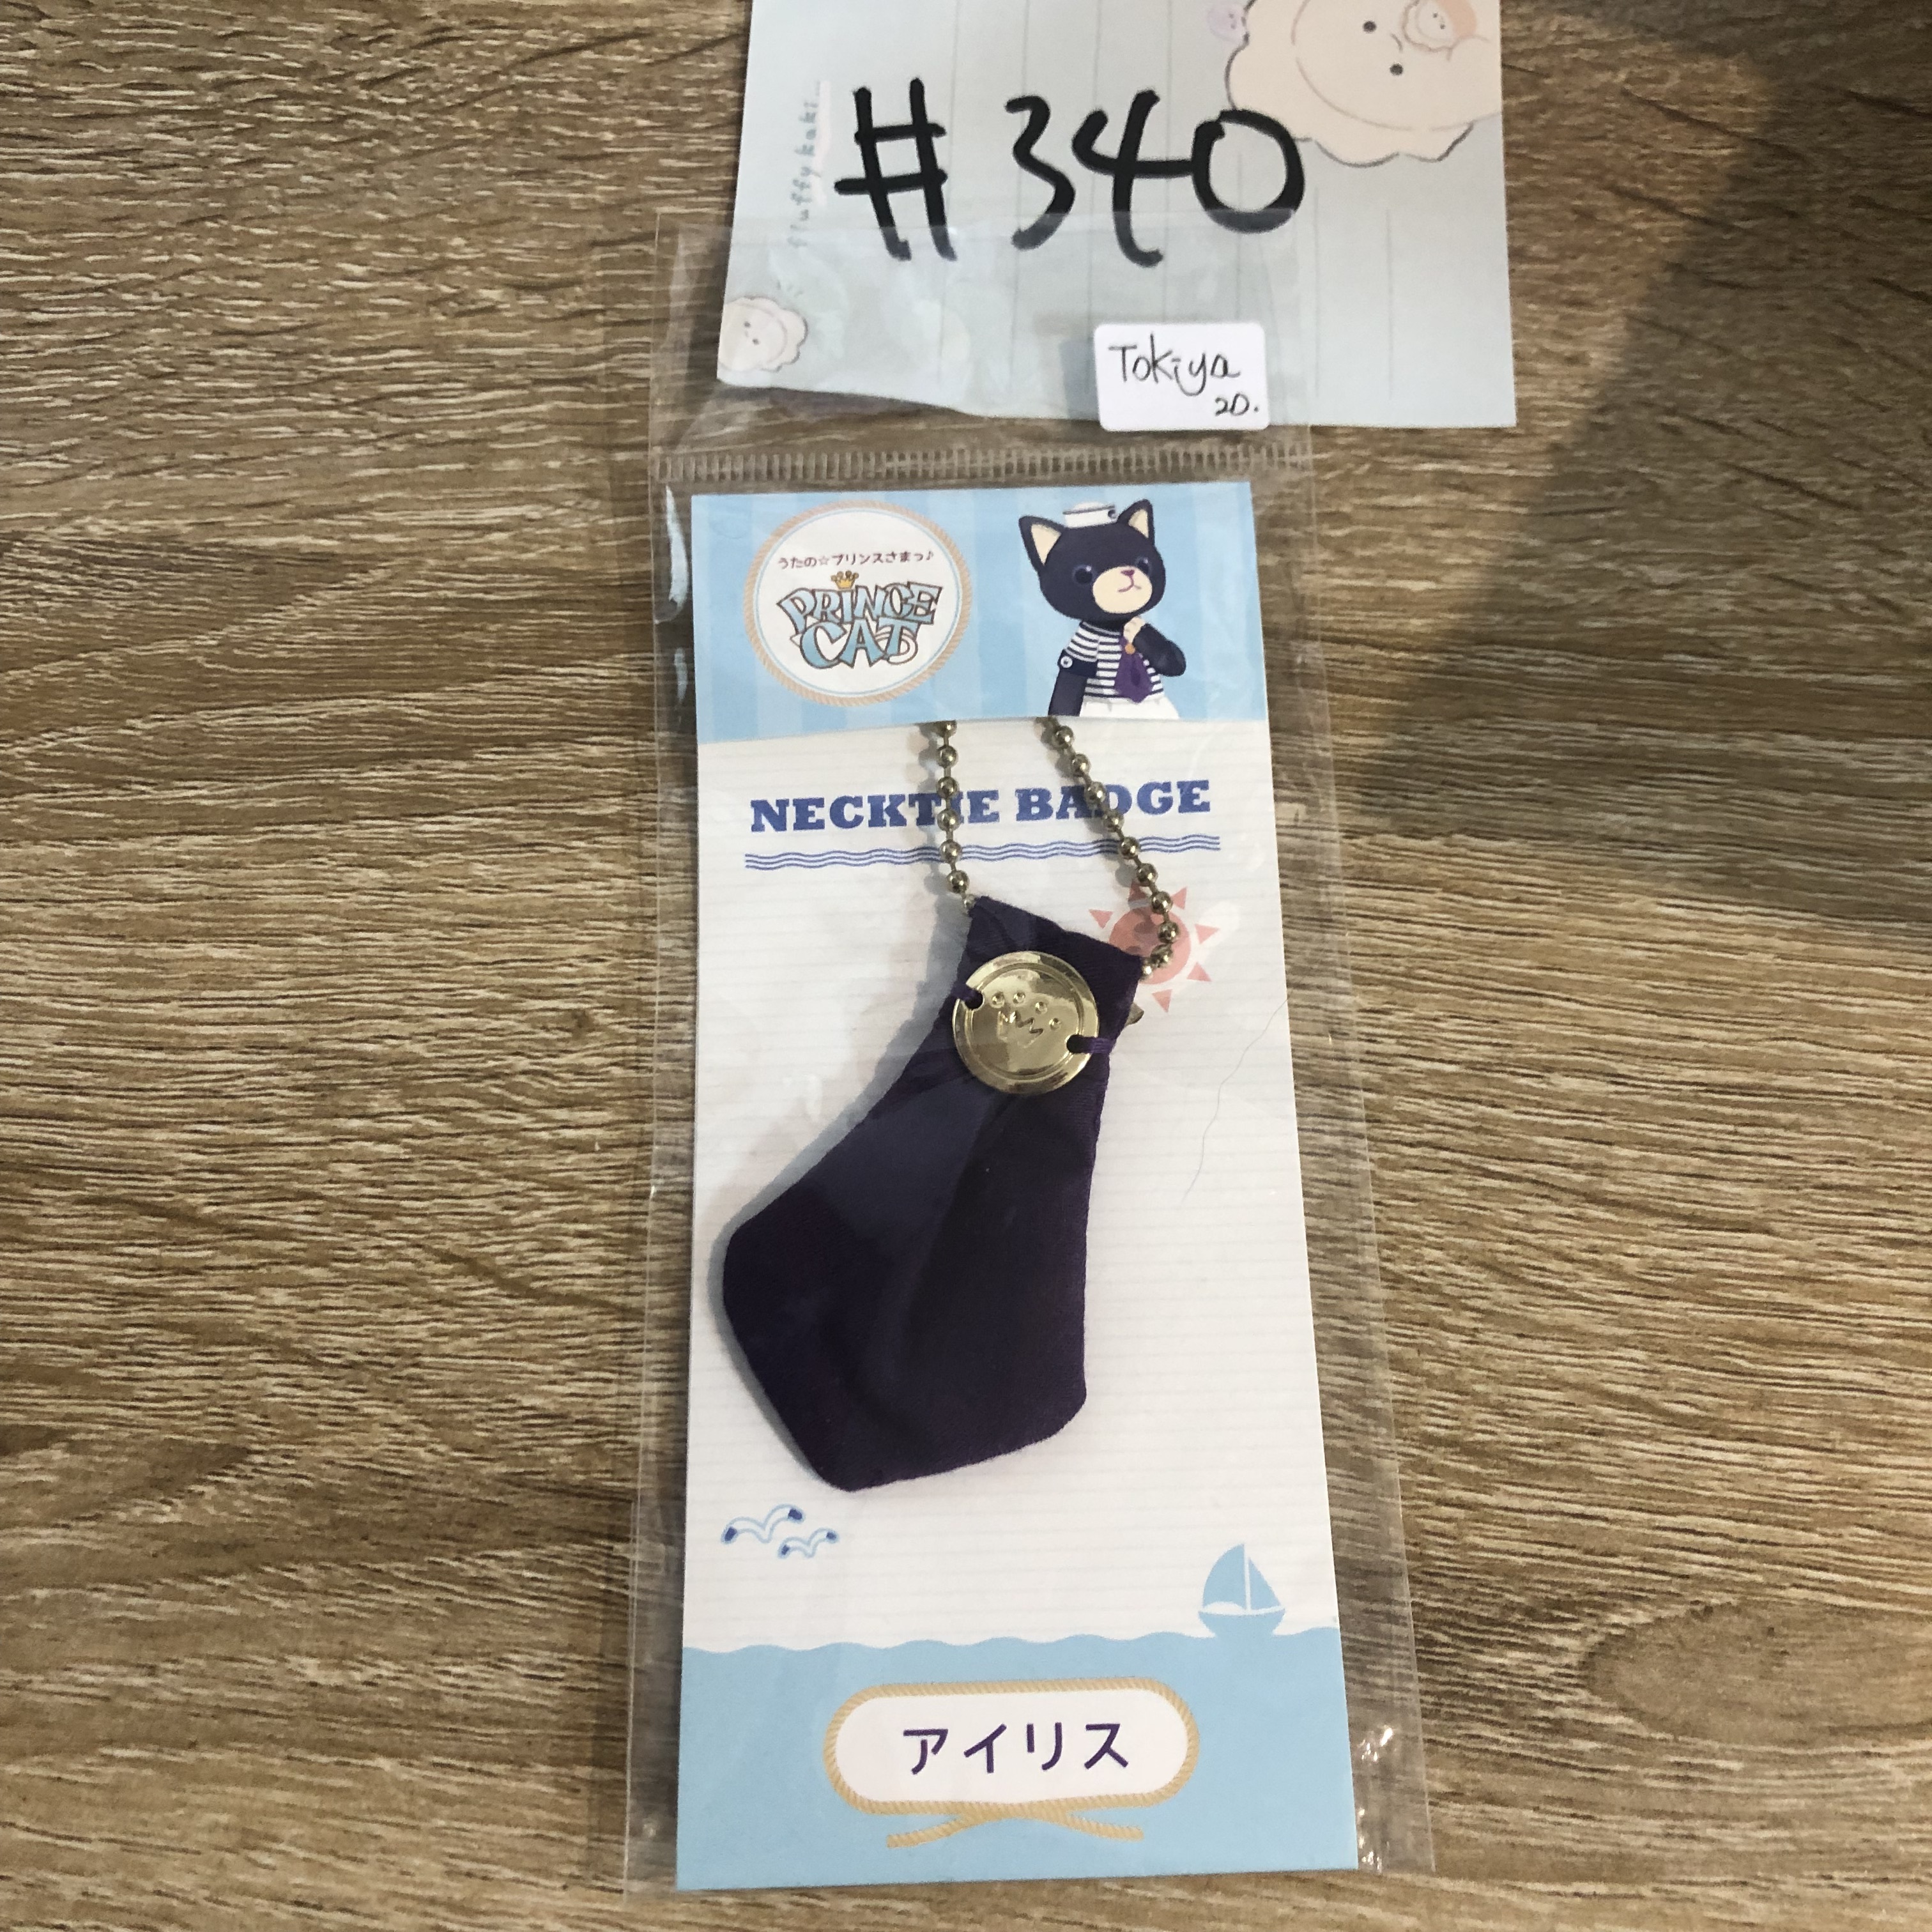 #340
fluffy kaki
Tokiya
20.
うたの☆プリンスさまっ♪
PRINCE
CAT
NECKTIE BADGE
アイリス